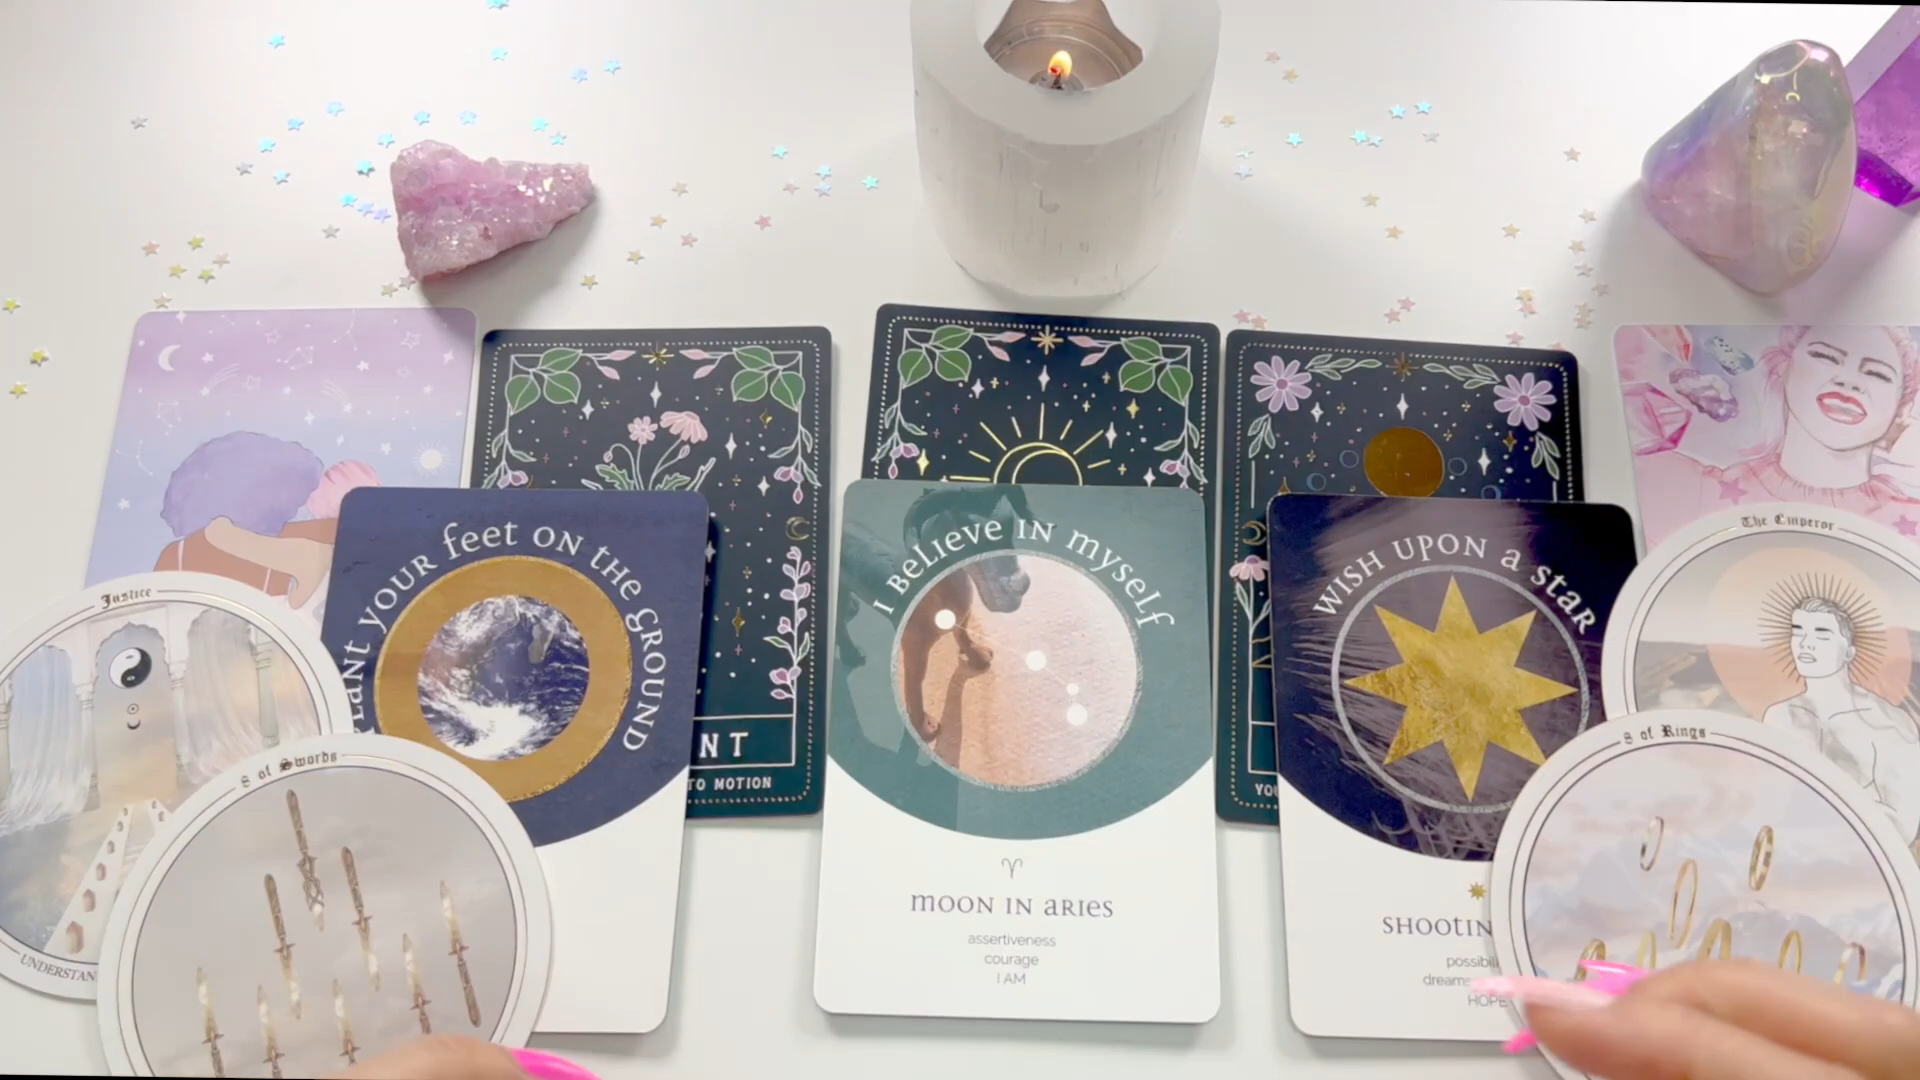 Justice
UNDERSTAN
8 of Swords
PLANT YOUR feet ON the GROUND
NT
TO MOTION
I BeLieve IN myself
moon IN aRIes
assertiveness
courage
I AM
YOU
WISH UPON a staR
SHOOTIN
possibili
dreams
HOPE
The Emperor
8 of Rings